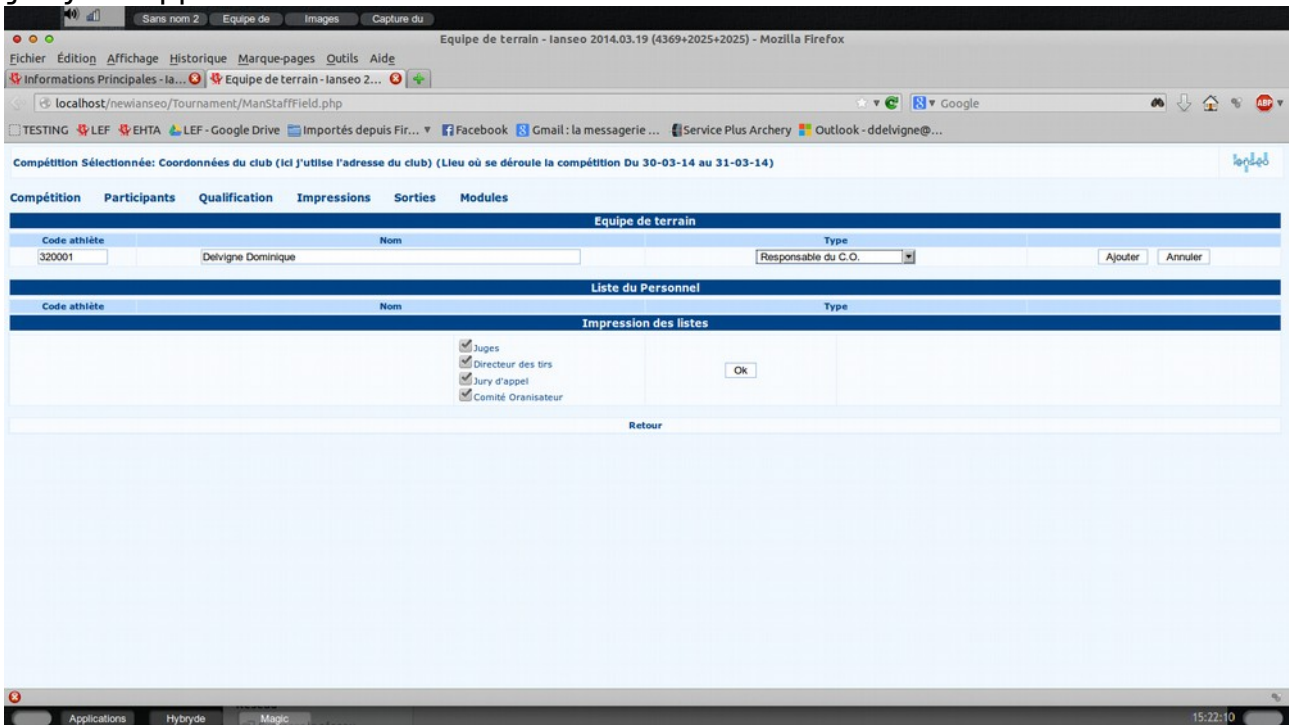 Sans nom 2 Equipe de Images Capture du
Equipe de terrain - Ianseo 2014.03.19 (4369+2025+2025) - Mozilla Firefox
Fichier Édition Affichage Historique Marque-pages Outils Aide
Informations Principales - Ia... Equipe de terrain - Ianseo 2...
localhost/newianseo/Tournament/ManStaffField.php Google ABP
TESTING LEF EHTA LEF - Google Drive Importés depuis Fir... Facebook Gmail : la messagerie ... Service Plus Archery Outlook - ddelvigne@...
Compétition Sélectionnée: Coordonnées du club (ici j'utlise l'adresse du club) (Lieu où se déroule la compétition Du 30-03-14 au 31-03-14) Ianseo
Compétition Participants Qualification Impressions Sorties Modules
Equipe de terrain
Code athlète Nom Type
320001 Delvigne Dominique Responsable du C.O. Ajouter Annuler
Liste du Personnel
Code athlète Nom Type
Impression des listes
Juges
Directeur des tirs
Jury d'appel
Comité Oranisateur
Ok
Retour
Applications Hybryde Magic 15:22:10